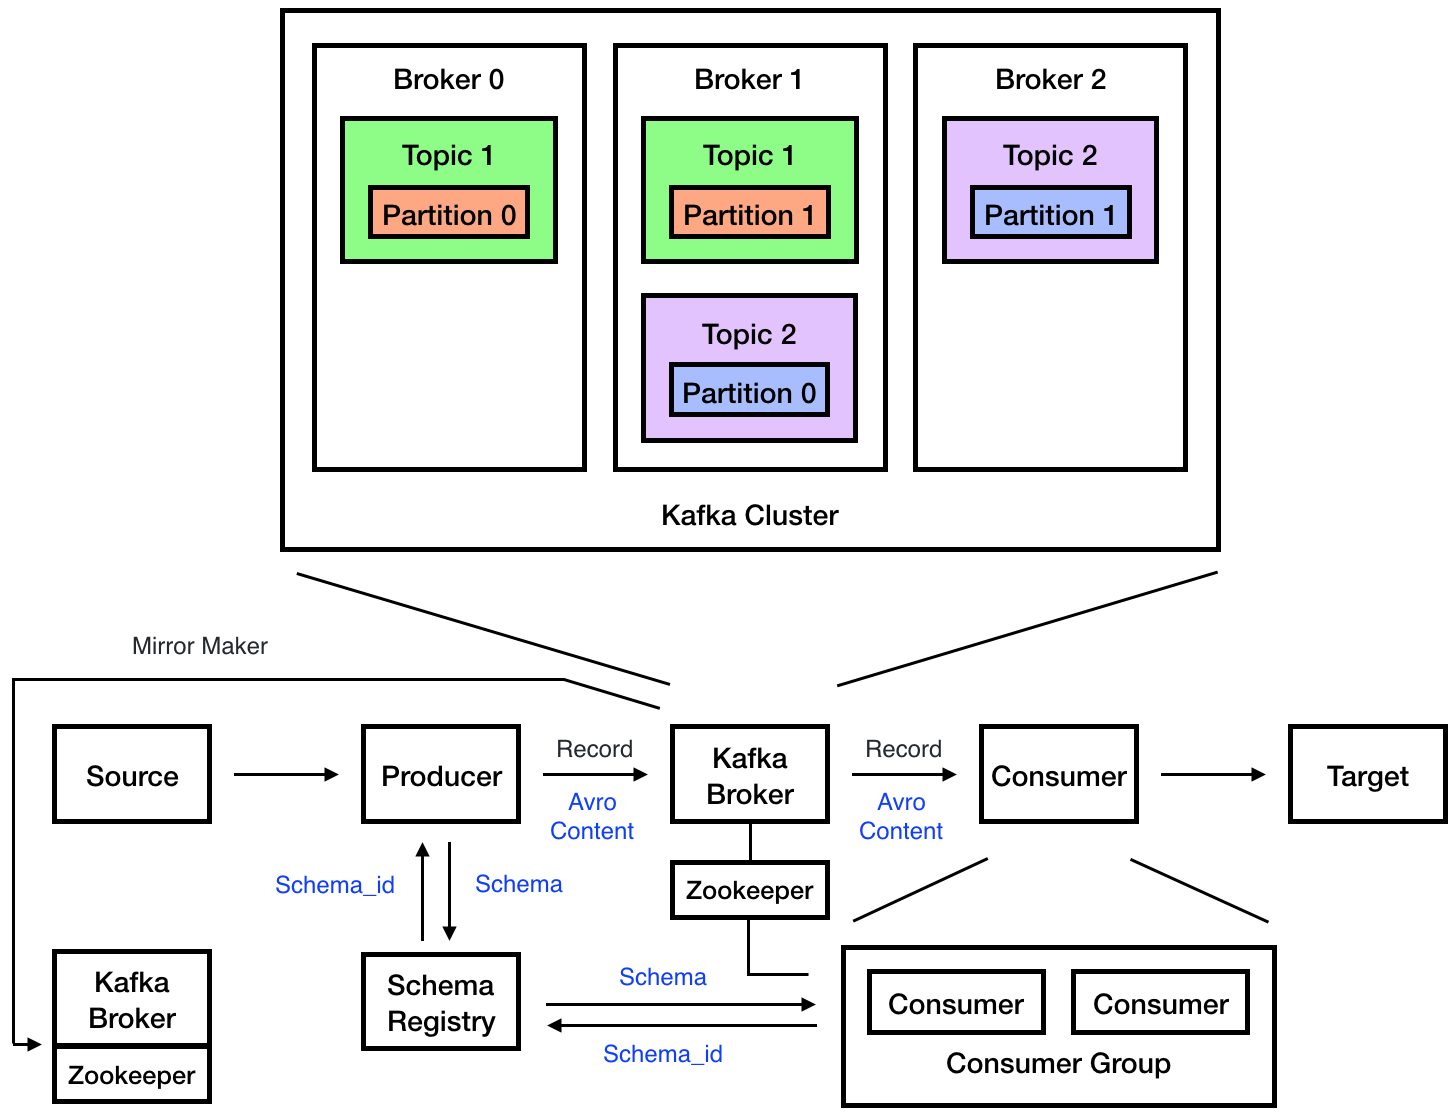 Broker 0
Broker 1
Broker 2
Topic 1
Topic 1
Topic 2
Partition 0
Partition 1
Partition 1
Topic 2
Partition 0
Kafka Cluster
Mirror Maker
Source
Producer
Record
Avro
Content
Kafka
Broker
Record
Avro
Content
Consumer
Target
Schema_id
Schema
Zookeeper
Kafka
Broker
Zookeeper
Schema
Registry
Schema
Schema_id
Consumer
Consumer
Consumer Group